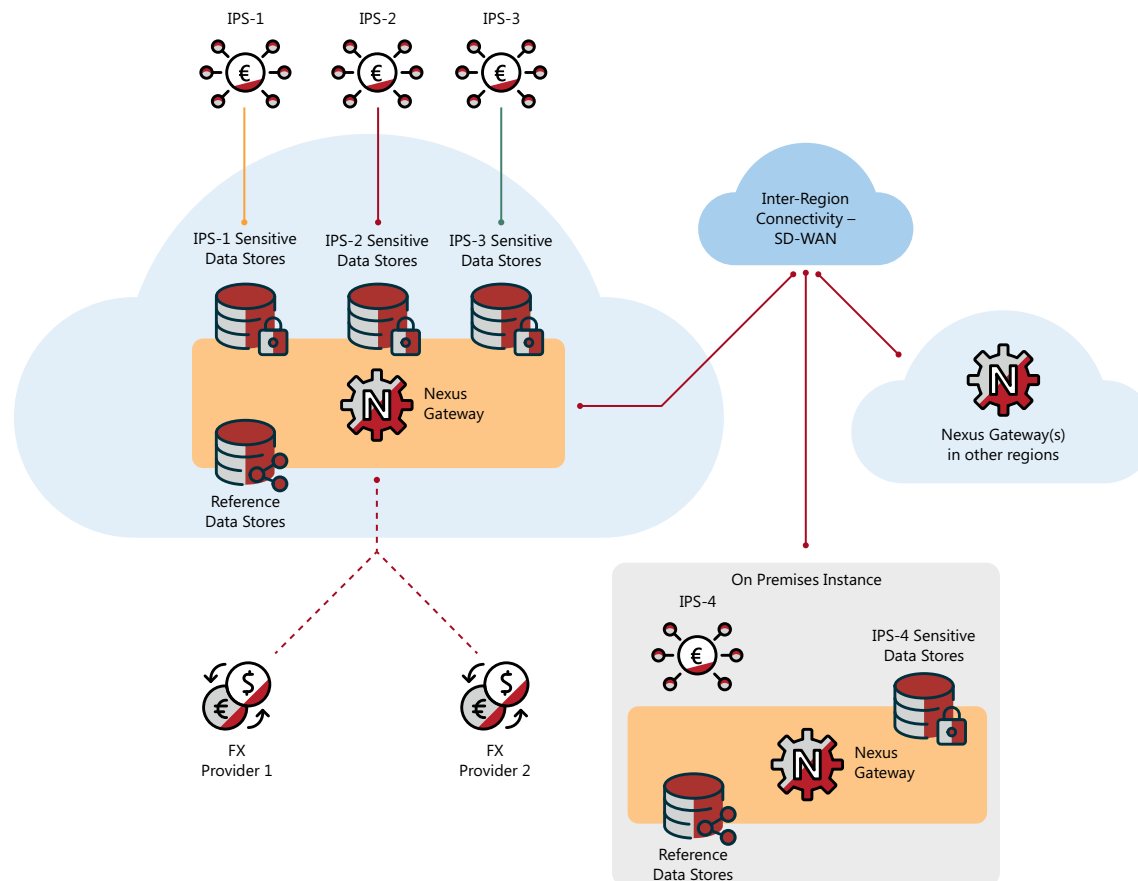 IPS-1
IPS-2
IPS-3
€
€
€
IPS-1 Sensitive
Data Stores
IPS-2 Sensitive
Data Stores
IPS-3 Sensitive
Data Stores
Inter-Region
Connectivity –
SD-WAN
N
Nexus
Gateway
Reference
Data Stores
N
Nexus Gateway(s)
in other regions
$
€
FX
Provider 1
$
€
FX
Provider 2
On Premises Instance
IPS-4
€
IPS-4 Sensitive
Data Stores
N
Nexus
Gateway
Reference
Data Stores